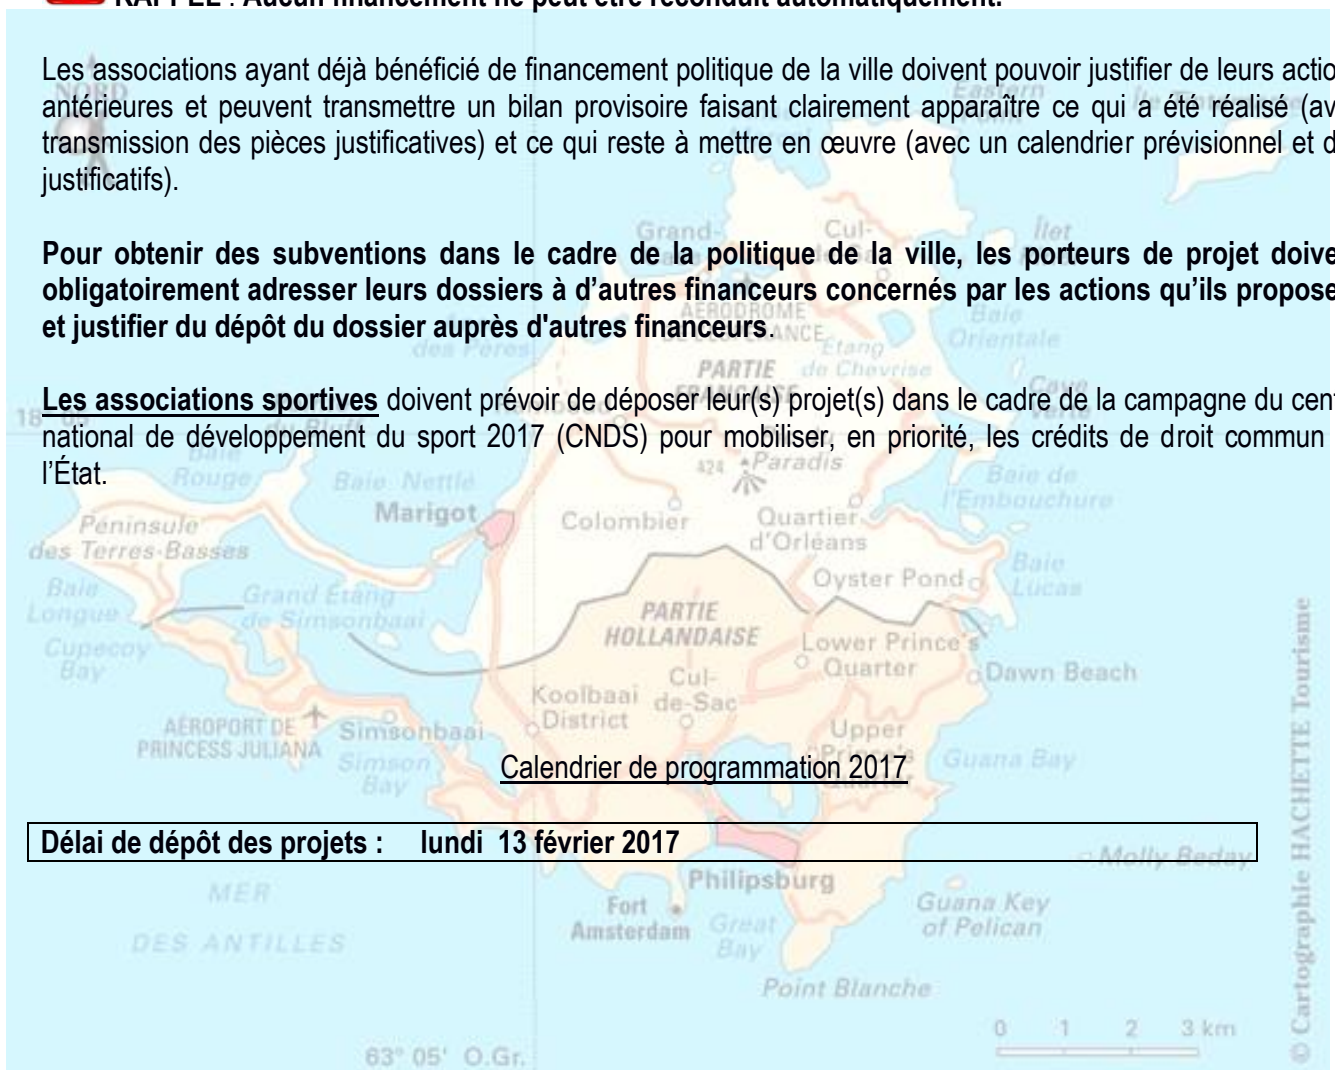 RAPPEL : Aucun financement ne peut être reconduit automatiquement.
Les associations ayant déjà bénéficié de financement politique de la ville doivent pouvoir justifier de leurs actio
antérieures et peuvent transmettre un bilan provisoire faisant clairement apparaître ce qui a été réalisé (av
transmission des pièces justificatives) et ce qui reste à mettre en œuvre (avec un calendrier prévisionnel et d
justificatifs).
Pour obtenir des subventions dans le cadre de la politique de la ville, les porteurs de projet doive
obligatoirement adresser leurs dossiers à d’autres financeurs concernés par les actions qu’ils propose
et justifier du dépôt du dossier auprès d'autres financeurs.
Les associations sportives doivent prévoir de déposer leur(s) projet(s) dans le cadre de la campagne du cent
national de développement du sport 2017 (CNDS) pour mobiliser, en priorité, les crédits de droit commun
l’État.
Calendrier de programmation 2017
Délai de dépôt des projets : lundi 13 février 2017
NORD
Eastern
Grand-
Cul-
Îlet
AÉRODROME
Baie
Orientale
des Pères
Étang
de Chevrise
PARTIE
FRANÇAISE
Cave
18° 05'
Baie
Rouge
Baie Nettlé
424
Paradis
Baie de
l'Embouchure
Marigot
Colombier
Quartier
d'Orléans
Péninsule
des Terres-Basses
Oyster Pond
Baie
Lucas
Baie
Longue
Grand Étang
de Simsonbaai
PARTIE
HOLLANDAISE
Lower Prince's
Quarter
Cupecoy
Bay
Dawn Beach
Koolbaai
District
Cul-
de-Sac
AÉROPORT DE
PRINCESS JULIANA
Simsonbaai
Simson
Bay
Upper
Prince's
Quarter
Guana Bay
Molly Beday
Philipsburg
MER
DES ANTILLES
Fort
Amsterdam
Great
Bay
Guana Key
of Pelican
Point Blanche
0 1 2 3 km
63° 05' O.Gr.
© Cartographie HACHETTE Tourisme